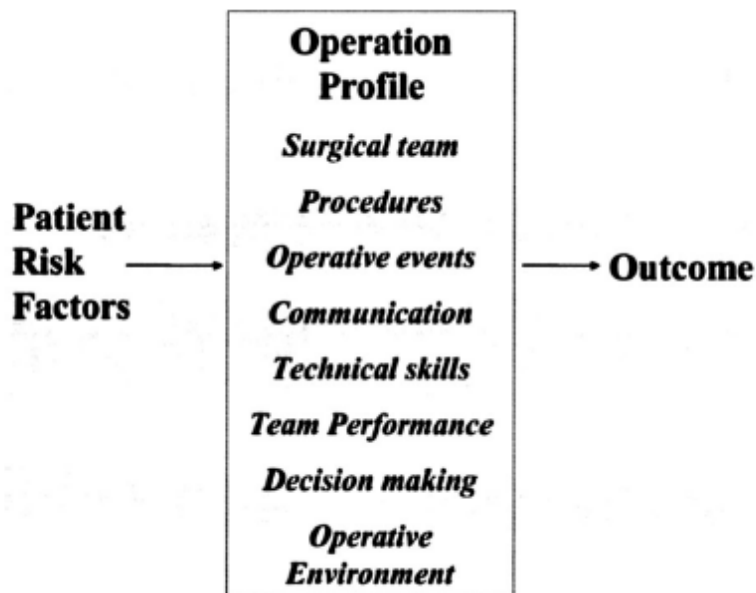 Patient
Risk
Factors
Operation
Profile
Surgical team
Procedures
Operative events
Communication
Technical skills
Team Performance
Decision making
Operative
Environment
Outcome